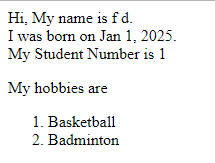 Hi, My name is f d.
I was born on Jan 1, 2025.
My Student Number is 1
My hobbies are
1. Basketball
2. Badminton